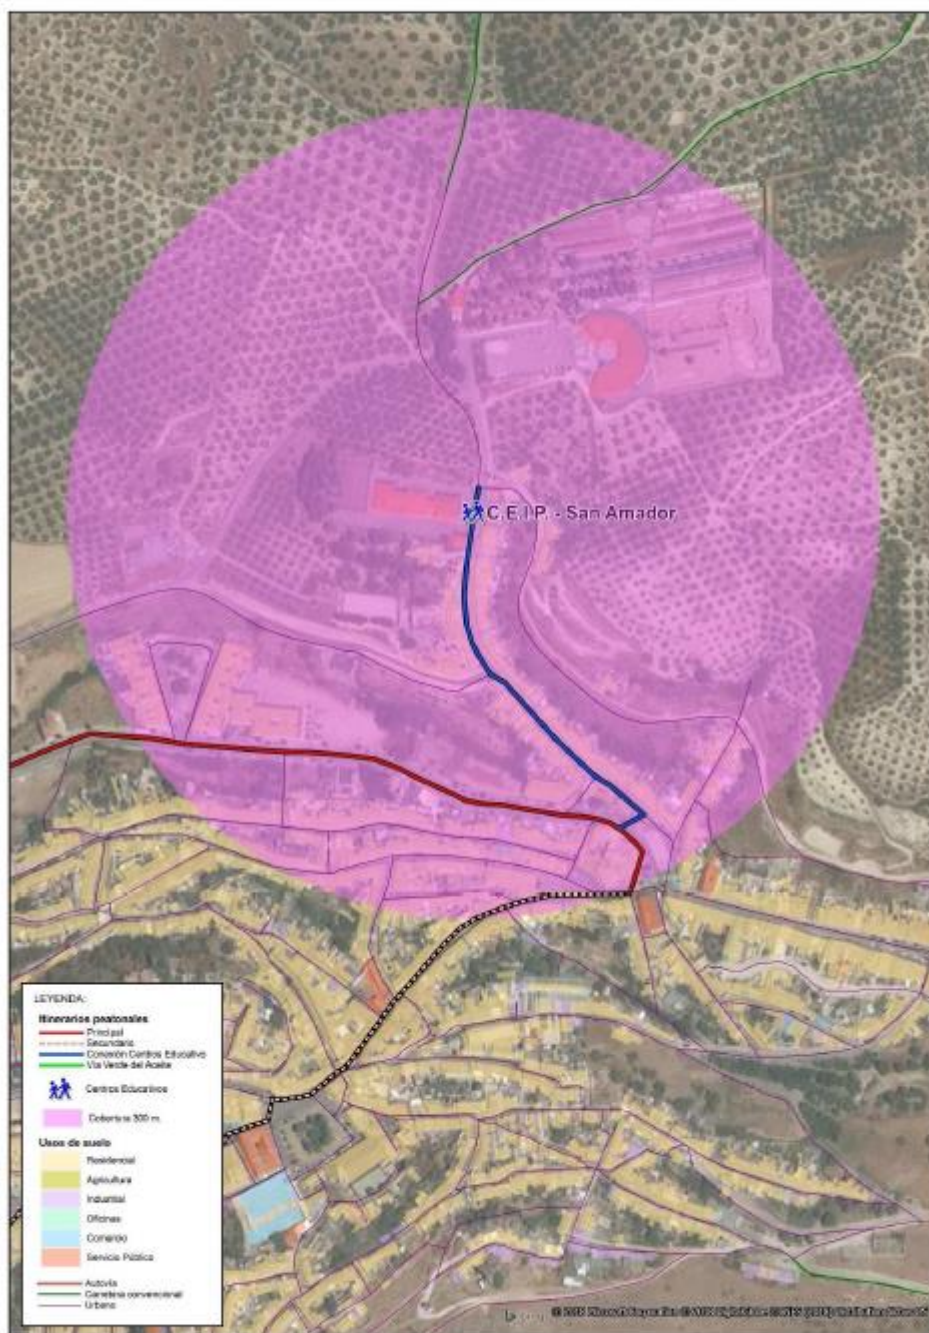 C.E.I.P. - San Amador
LEYENDA:
Itinerarios peatonales
Principal
Secundario
Conexión Centros Educativo
Vía Verde del Aceite
Centros Educativos
Cobertura 300 m.
Usos de suelo
Residencial
Agricultura
Industrial
Oficinas
Comercio
Servicio Público
Autovía
Carretera convencional
Urbano